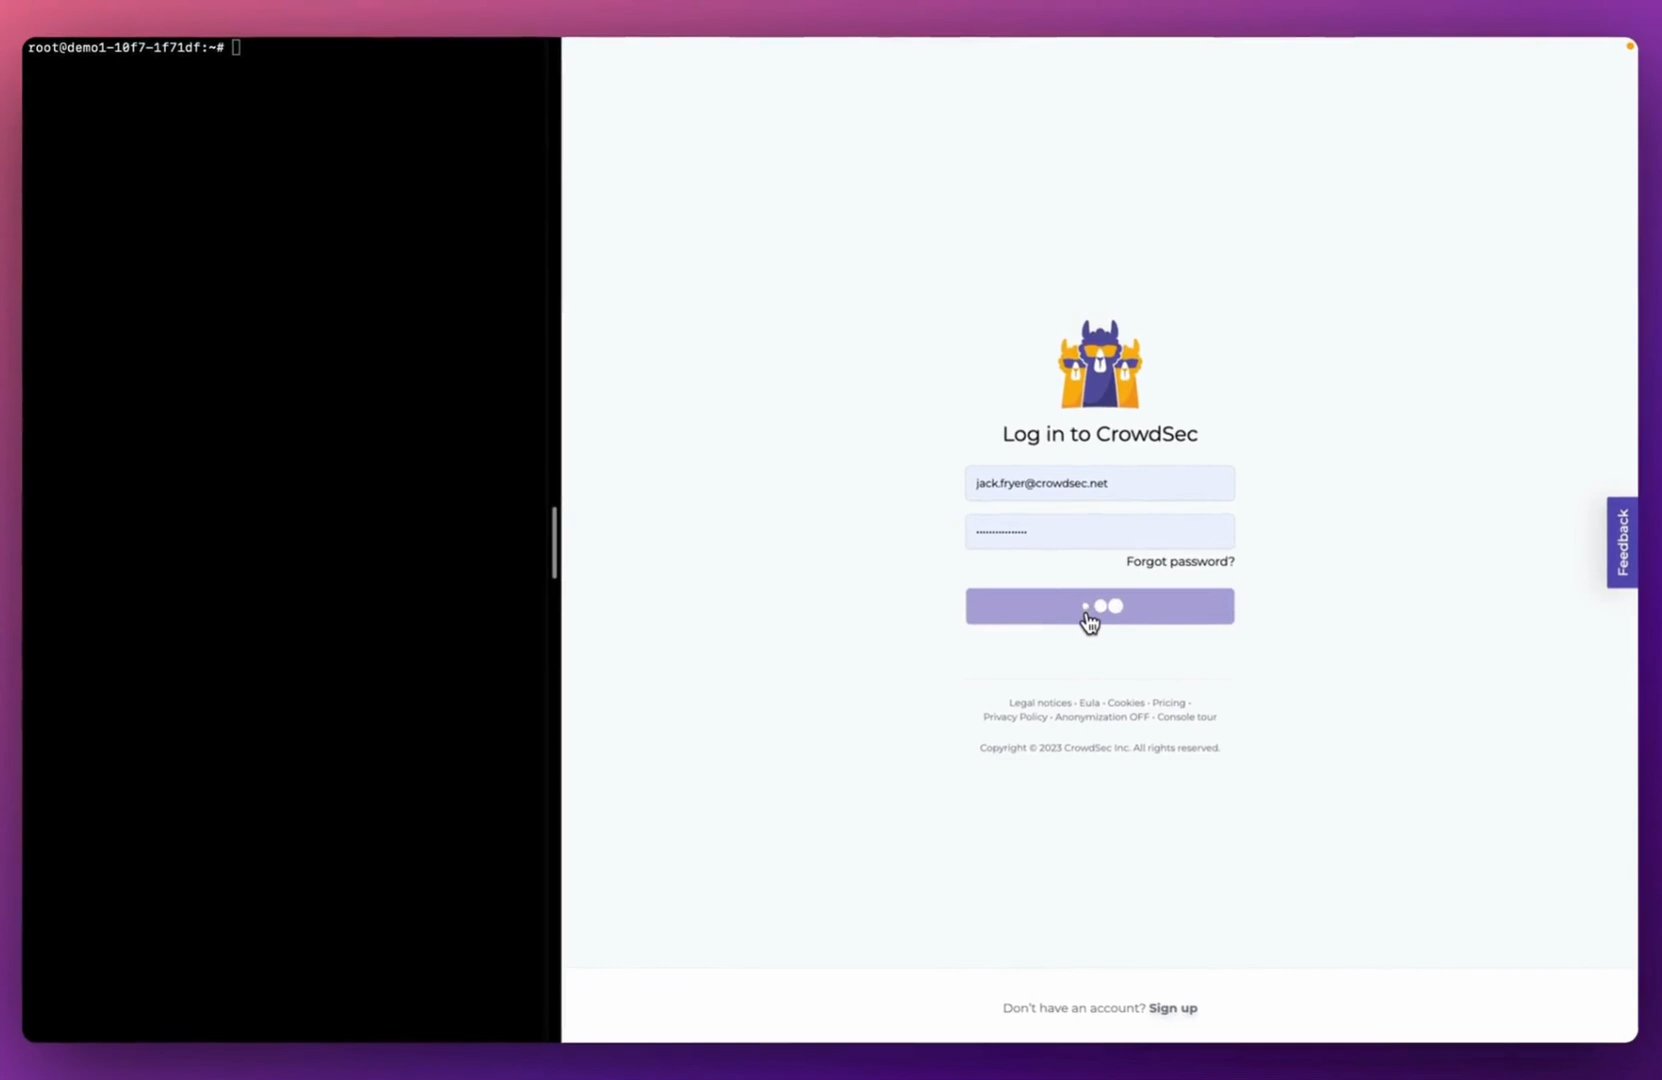 root@demo1-10f7-1f71df:~#
Log in to CrowdSec
jack.fryer@crowdsec.net
Forgot password?
Feedback
Legal notices • Eula • Cookies • Pricing •
Privacy Policy • Anonymization OFF • Console tour
Copyright © 2023 CrowdSec Inc. All rights reserved.
Don't have an account? Sign up